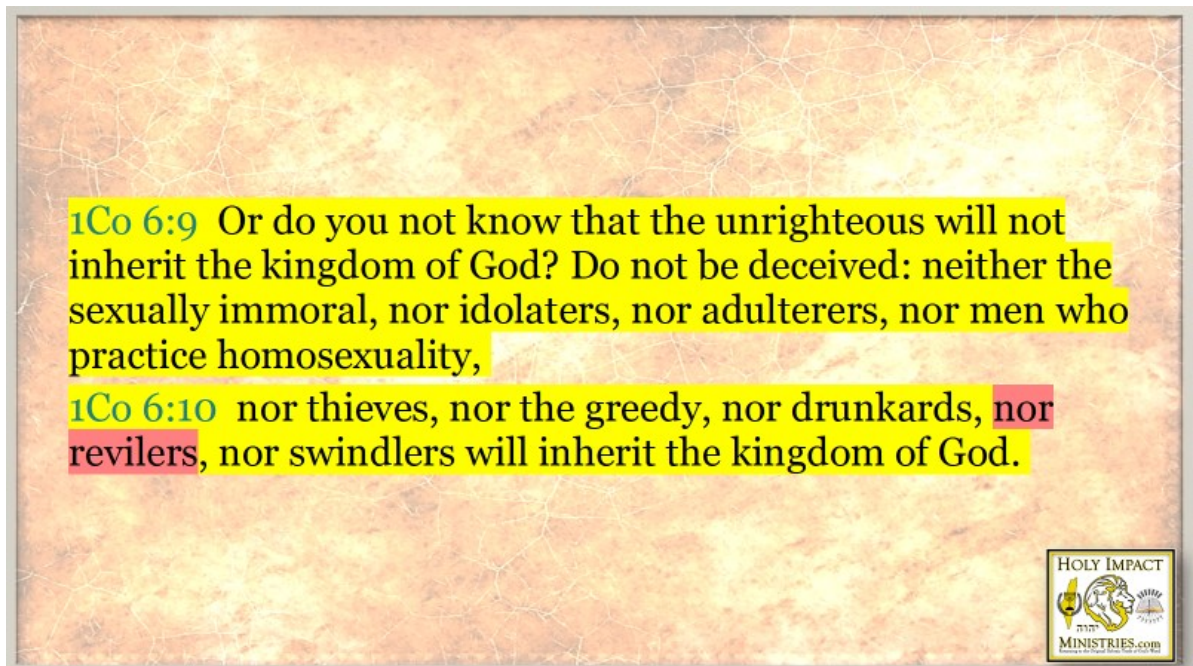 1Co 6:9 Or do you not know that the unrighteous will not
inherit the kingdom of God? Do not be deceived: neither the
sexually immoral, nor idolaters, nor adulterers, nor men who
practice homosexuality,
1Co 6:10 nor thieves, nor the greedy, nor drunkards, nor
revilers, nor swindlers will inherit the kingdom of God.
HOLY IMPACT
יהוה
MINISTRIES.com